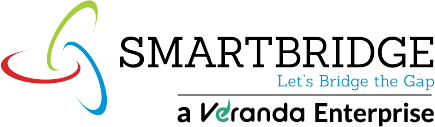 SMARTBRIDGE
Let's Bridge the Gap
a Veranda Enterprise